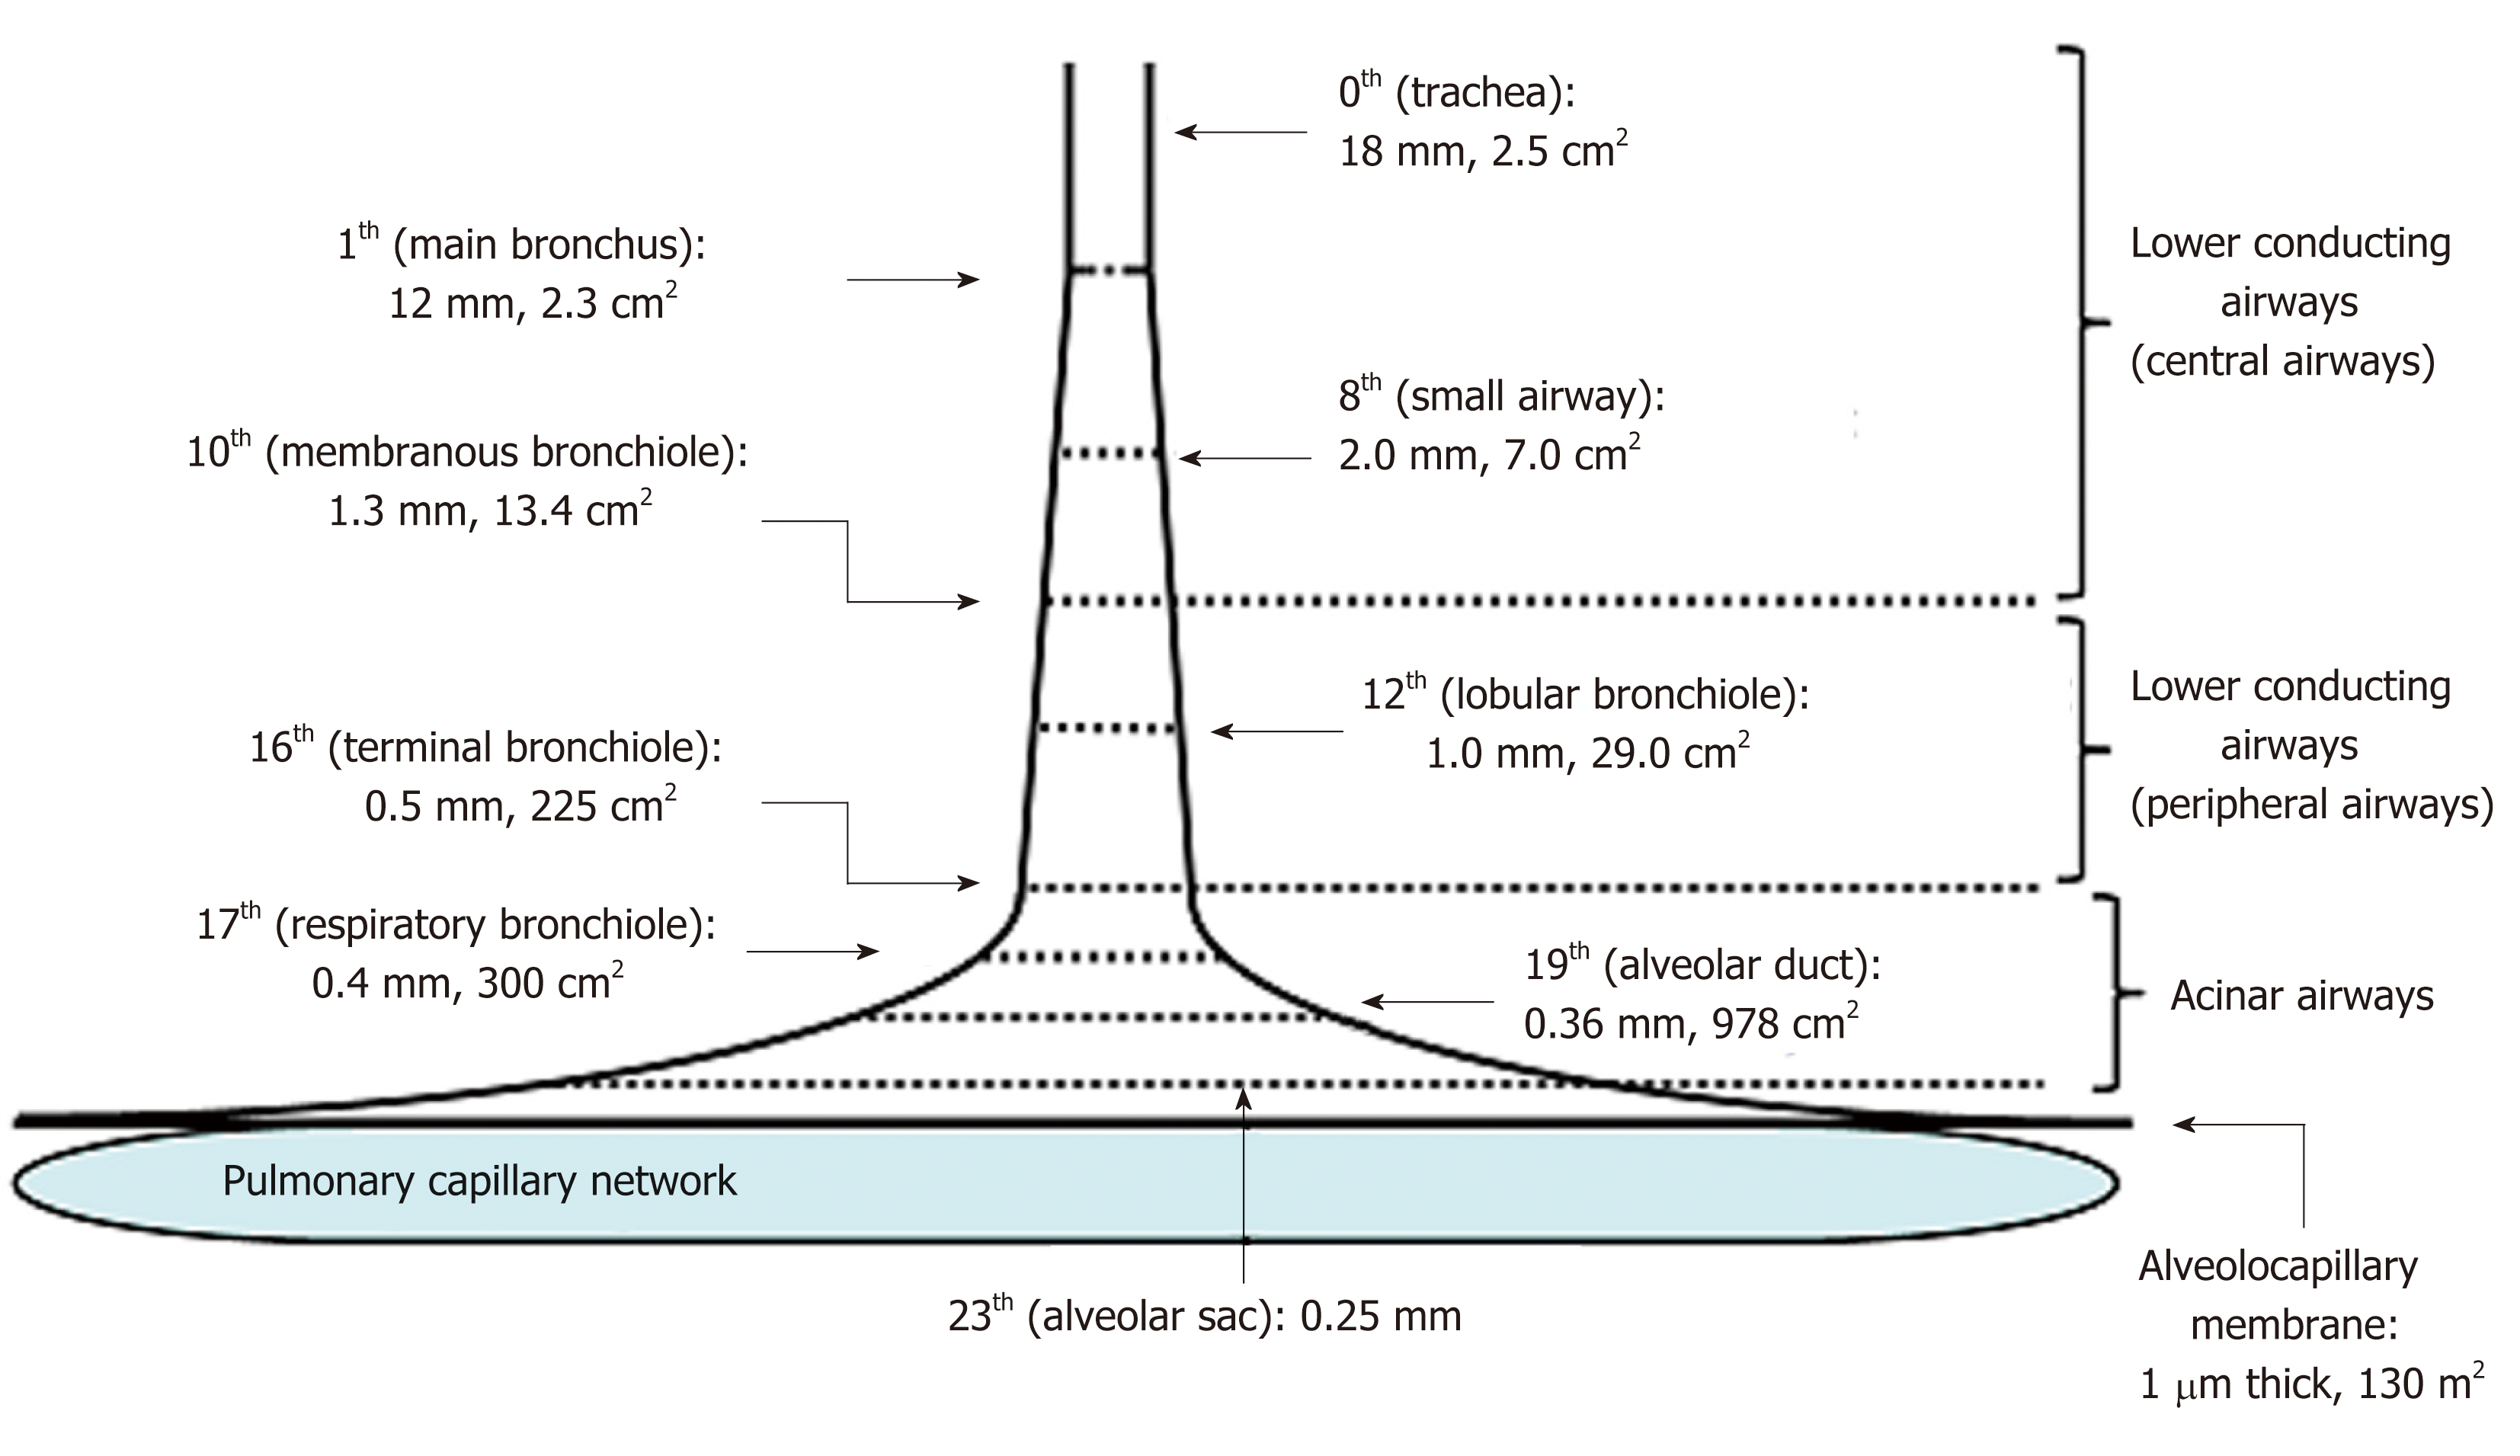 0th (trachea):
18 mm, 2.5 cm2
1th (main bronchus):
12 mm, 2.3 cm2
Lower conducting
airways
(central airways)
8th (small airway):
2.0 mm, 7.0 cm2
10th (membranous bronchiole):
1.3 mm, 13.4 cm2
12th (lobular bronchiole):
1.0 mm, 29.0 cm2
Lower conducting
airways
(peripheral airways)
16th (terminal bronchiole):
0.5 mm, 225 cm2
17th (respiratory bronchiole):
0.4 mm, 300 cm2
19th (alveolar duct):
0.36 mm, 978 cm2
Acinar airways
Pulmonary capillary network
23th (alveolar sac): 0.25 mm
Alveolocapillary
membrane:
1 μm thick, 130 m2